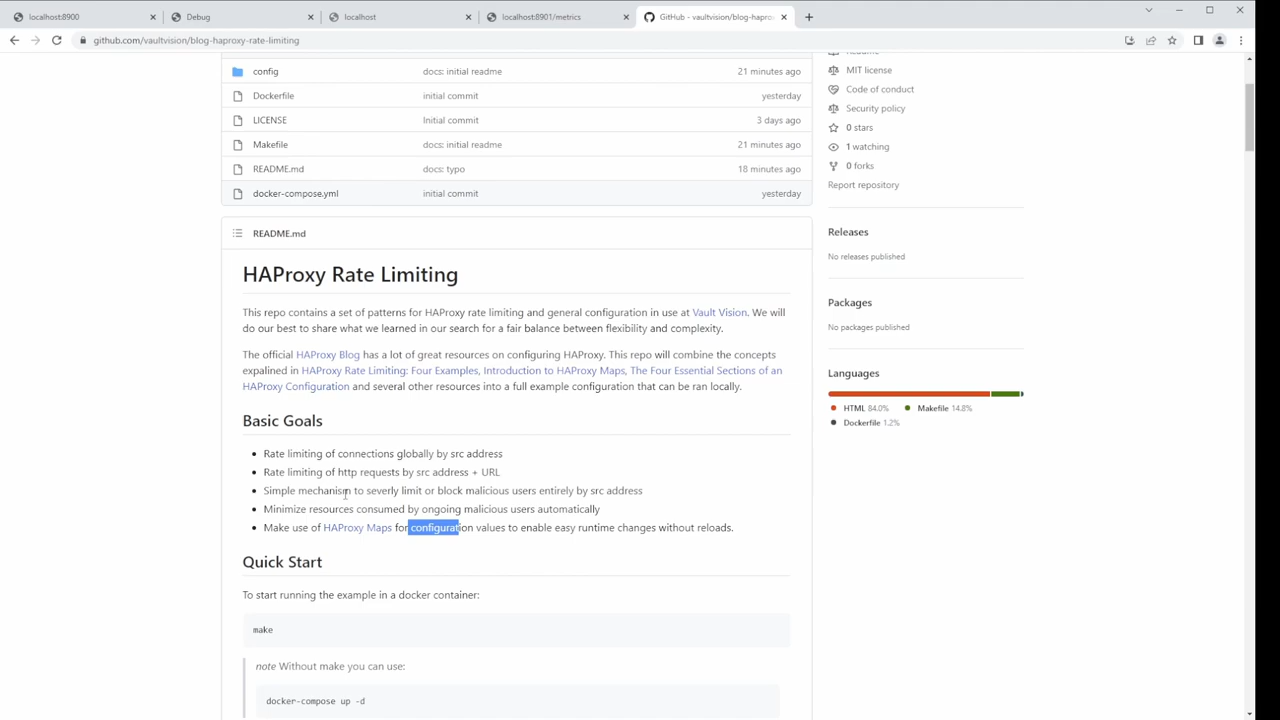 localhost:8900
Debug
localhost
localhost:8901/metrics
GitHub - vaultvision/blog-haprox
github.com/vaultvision/blog-haproxy-rate-limiting
config docs: initial readme 21 minutes ago
Dockerfile initial commit yesterday
LICENSE Initial commit 3 days ago
Makefile docs: initial readme 21 minutes ago
README.md docs: typo 18 minutes ago
docker-compose.yml initial commit yesterday
README.md
HAProxy Rate Limiting
This repo contains a set of patterns for HAProxy rate limiting and general configuration in use at Vault Vision. We will
do our best to share what we learned in our search for a fair balance between flexibility and complexity.
The official HAProxy Blog has a lot of great resources on configuring HAProxy. This repo will combine the concepts
expalined in HAProxy Rate Limiting: Four Examples, Introduction to HAProxy Maps, The Four Essential Sections of an
HAProxy Configuration and several other resources into a full example configuration that can be ran locally.
Basic Goals
Rate limiting of connections globally by src address
Rate limiting of http requests by src address + URL
Simple mechanism to severly limit or block malicious users entirely by src address
Minimize resources consumed by ongoing malicious users automatically
Make use of HAProxy Maps for configuration values to enable easy runtime changes without reloads.
Quick Start
To start running the example in a docker container:
make
note Without make you can use:
docker-compose up -d
Readme
MIT license
Code of conduct
Security policy
0 stars
1 watching
0 forks
Report repository
Releases
No releases published
Packages
No packages published
Languages
HTML 84.0% Makefile 14.8%
Dockerfile 1.2%